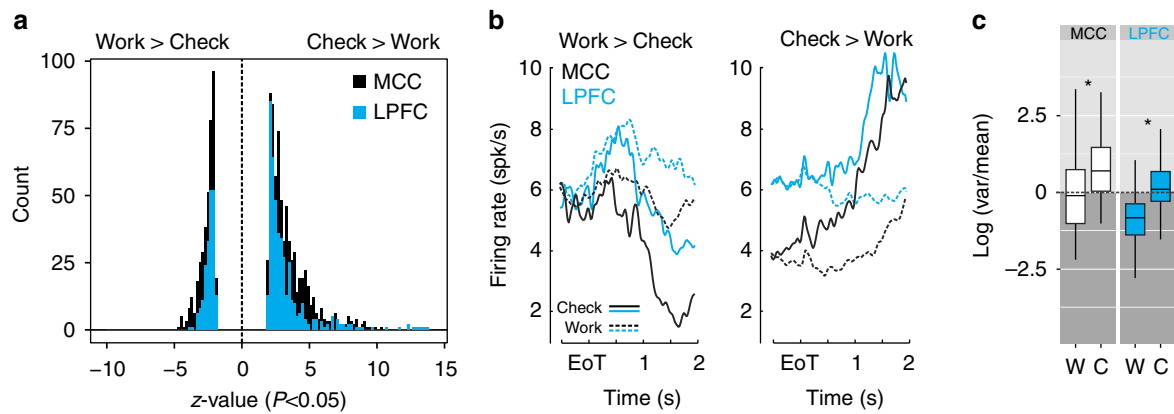 a
Work > Check
Check > Work
100
75
50
25
0
Count
MCC
LPFC
−10
−5
0
5
10
15
z-value (P<0.05)
b
Work > Check
MCC
LPFC
10
8
6
4
2
Firing rate (spk/s)
Check
Work
EoT
1
2
Time (s)
Check > Work
10
8
6
4
2
EoT
1
2
Time (s)
c
MCC
LPFC
*
*
2.5
0
−2.5
Log (var/mean)
W C
W C